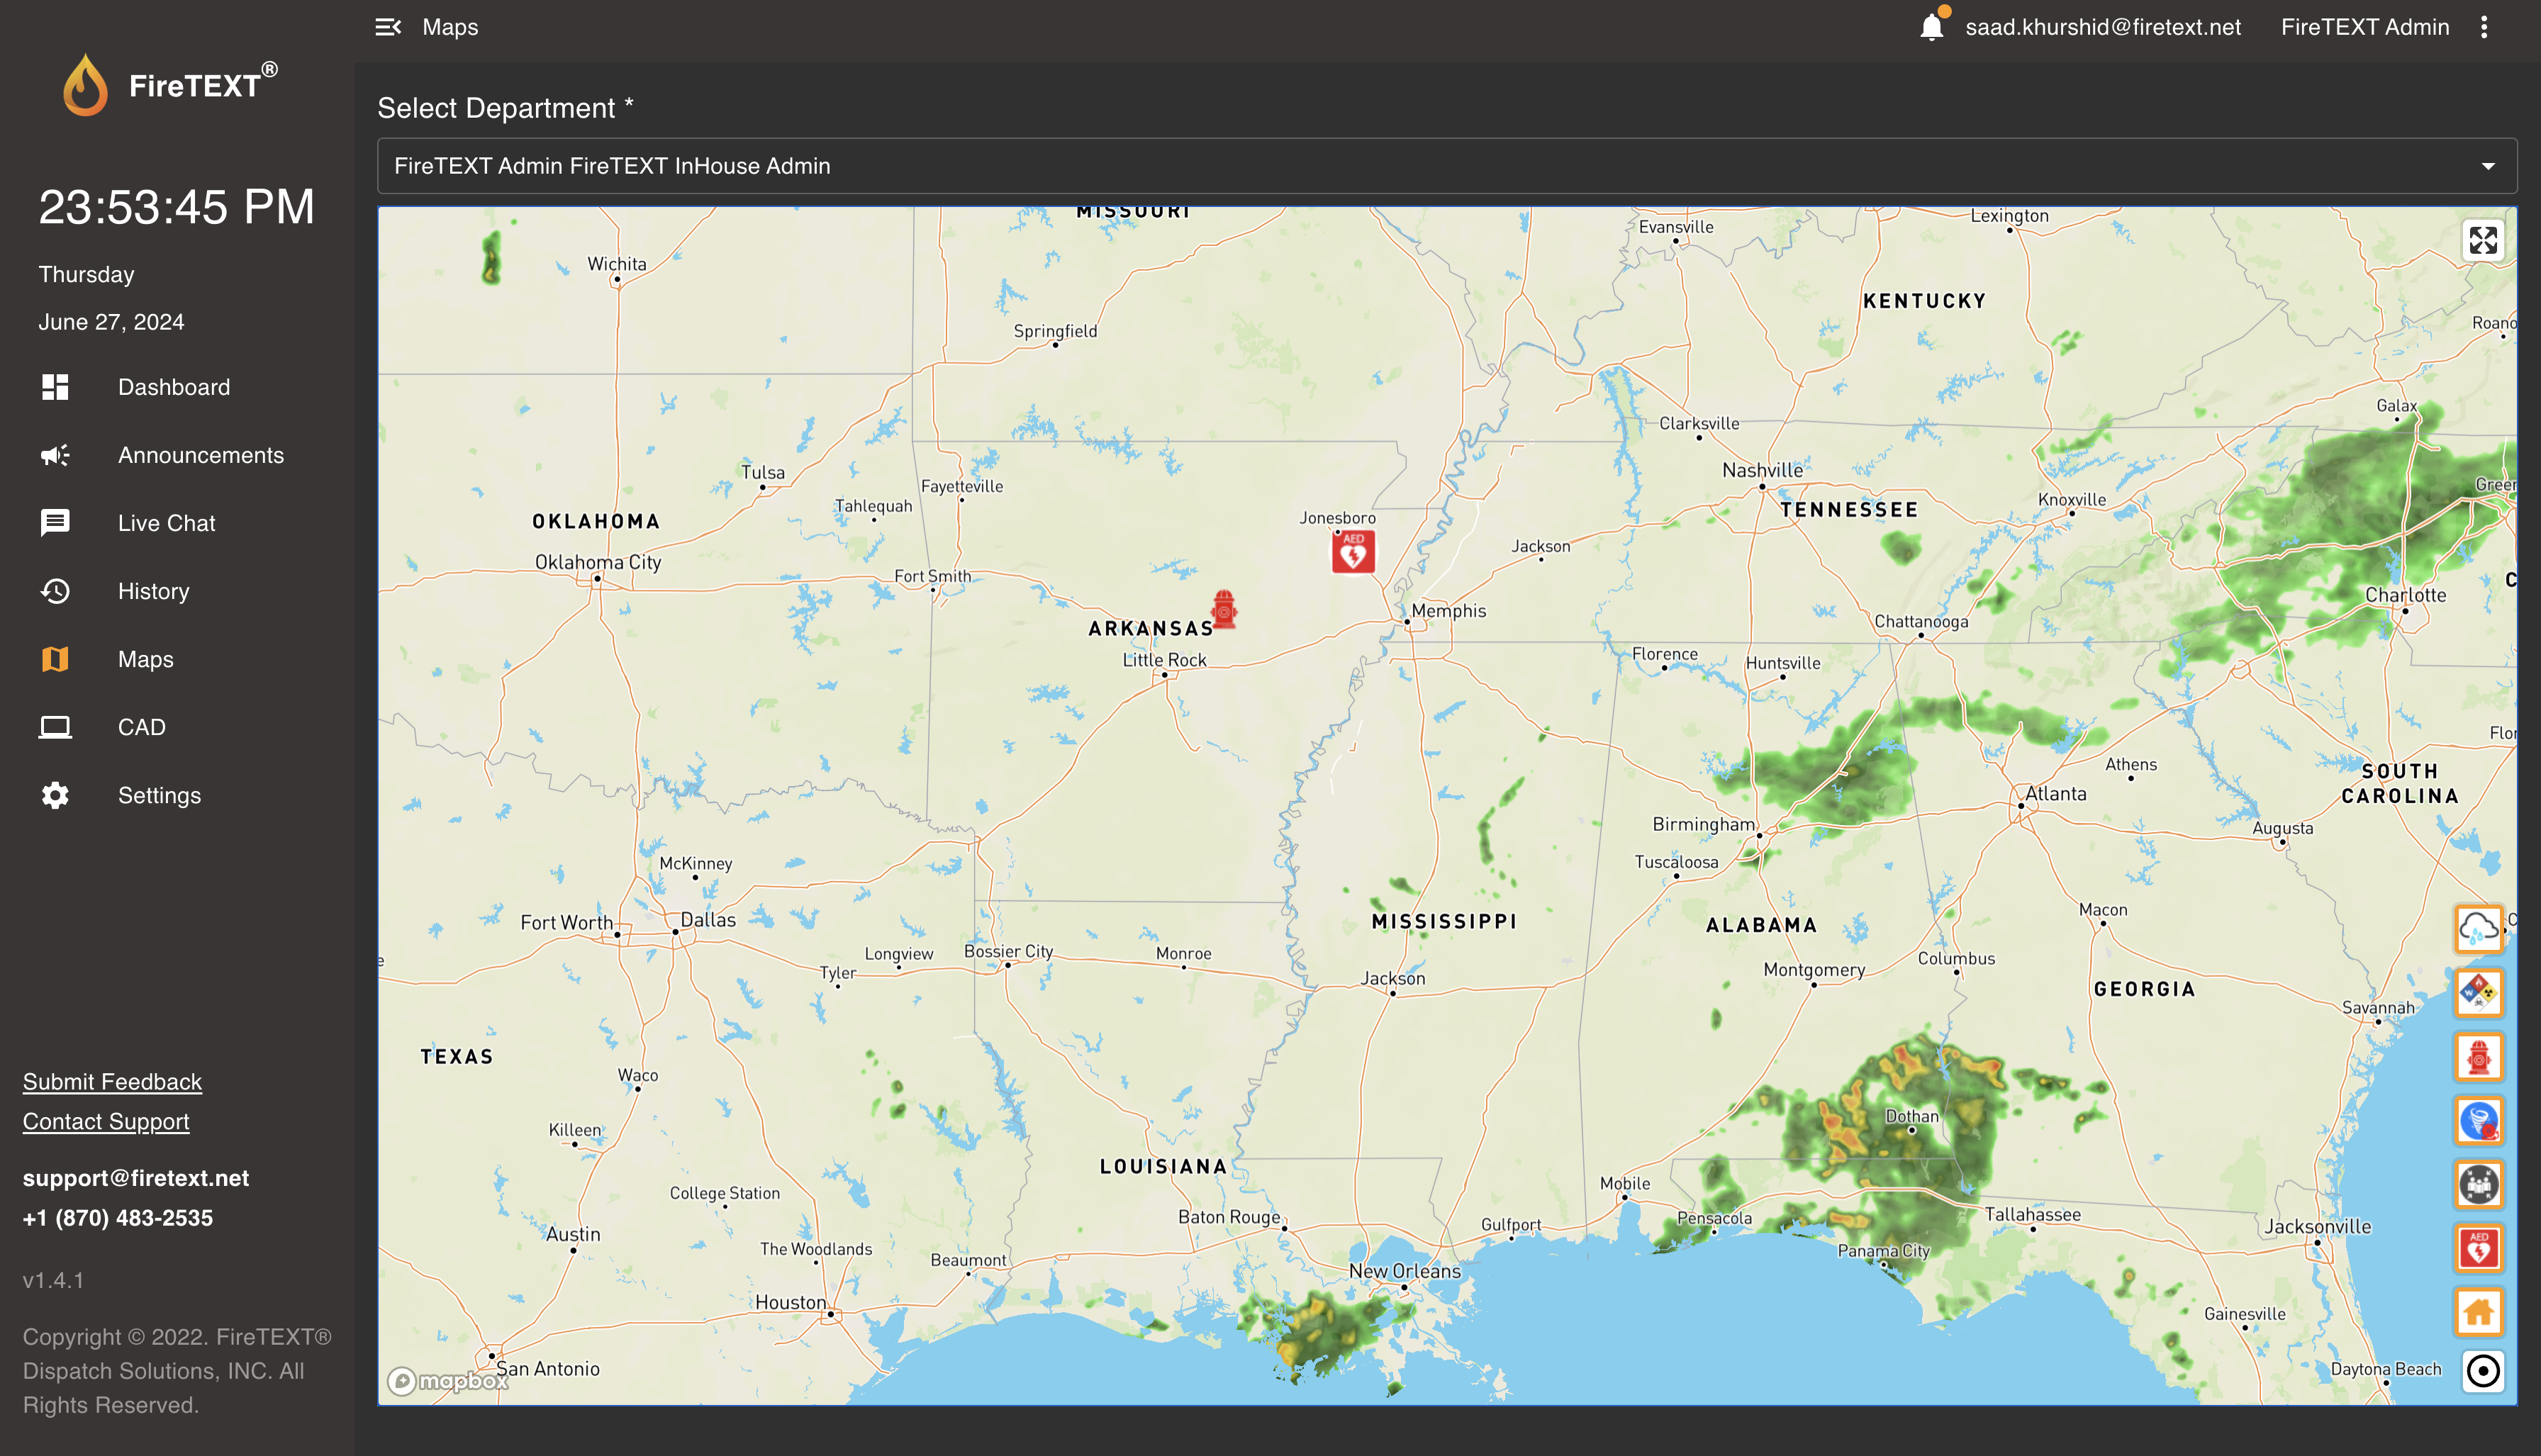 FireTEXT®
23:53:45 PM
Thursday
June 27, 2024
Dashboard
Announcements
Live Chat
History
Maps
CAD
Settings
Submit Feedback
Contact Support
support@firetext.net
+1 (870) 483-2535
v1.4.1
Copyright © 2022. FireTEXT®
Dispatch Solutions, INC. All
Rights Reserved.
Maps
saad.khurshid@firetext.net
FireTEXT Admin
Select Department *
FireTEXT Admin FireTEXT InHouse Admin
MISSOURI
Lexington
Evansville
Wichita
KENTUCKY
Roano
Springfield
Galax
Clarksville
Nashville
Tulsa
Fayetteville
Green
Knoxville
Tahlequah
TENNESSEE
Jonesboro
OKLAHOMA
AED
Jackson
Oklahoma City
Fort Smith
C
Charlotte
Memphis
Chattanooga
ARKANSAS
Little Rock
Florence
Huntsville
Flor
Athens
SOUTH
CAROLINA
Atlanta
Birmingham
Augusta
McKinney
Tuscaloosa
Macon
Fort Worth
Dallas
MISSISSIPPI
ALABAMA
C
Longview
Bossier City
Monroe
Columbus
e
Tyler
Jackson
Montgomery
GEORGIA
W
Savannah
TEXAS
Waco
Dothan
Killeen
LOUISIANA
College Station
Mobile
Baton Rouge
Pensacola
Tallahassee
Gulfport
Jacksonville
Austin
The Woodlands
Beaumont
Panama City
AED
New Orleans
Houston
Gainesville
San Antonio
Daytona Beach
mapbox